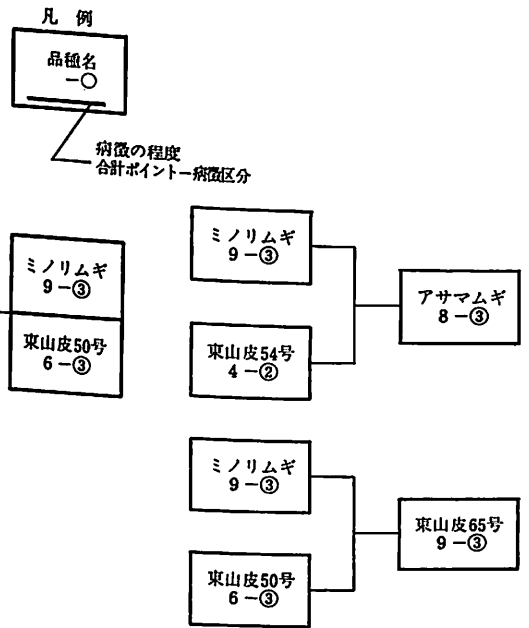 凡例
品種名
－○
病徴の程度
合計ポイントー病徴区分
ミノリムギ
9－③
東山皮50号
6－③
ミノリムギ
9－③
東山皮54号
4－②
アサマムギ
8－③
ミノリムギ
9－③
東山皮50号
6－③
東山皮65号
9－③